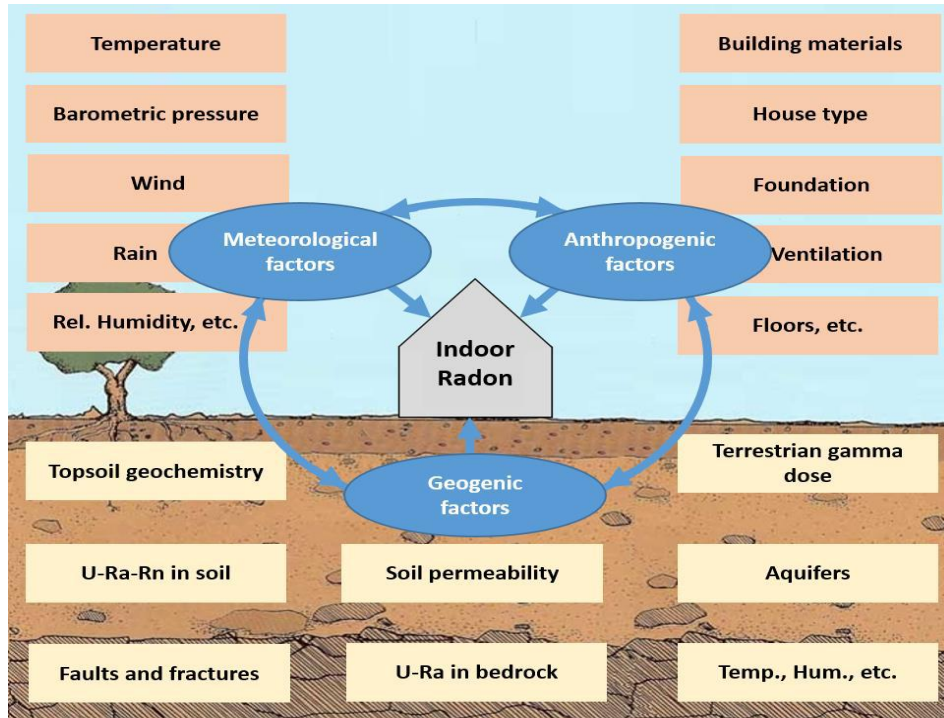 Temperature
Building materials
Barometric pressure
House type
Wind
Foundation
Meteorological
factors
Anthropogenic
factors
Rain
Ventilation
Rel. Humidity, etc.
Floors, etc.
Indoor
Radon
Topsoil geochemistry
Terrestrian gamma
dose
Geogenic
factors
U-Ra-Rn in soil
Soil permeability
Aquifers
Faults and fractures
U-Ra in bedrock
Temp., Hum., etc.